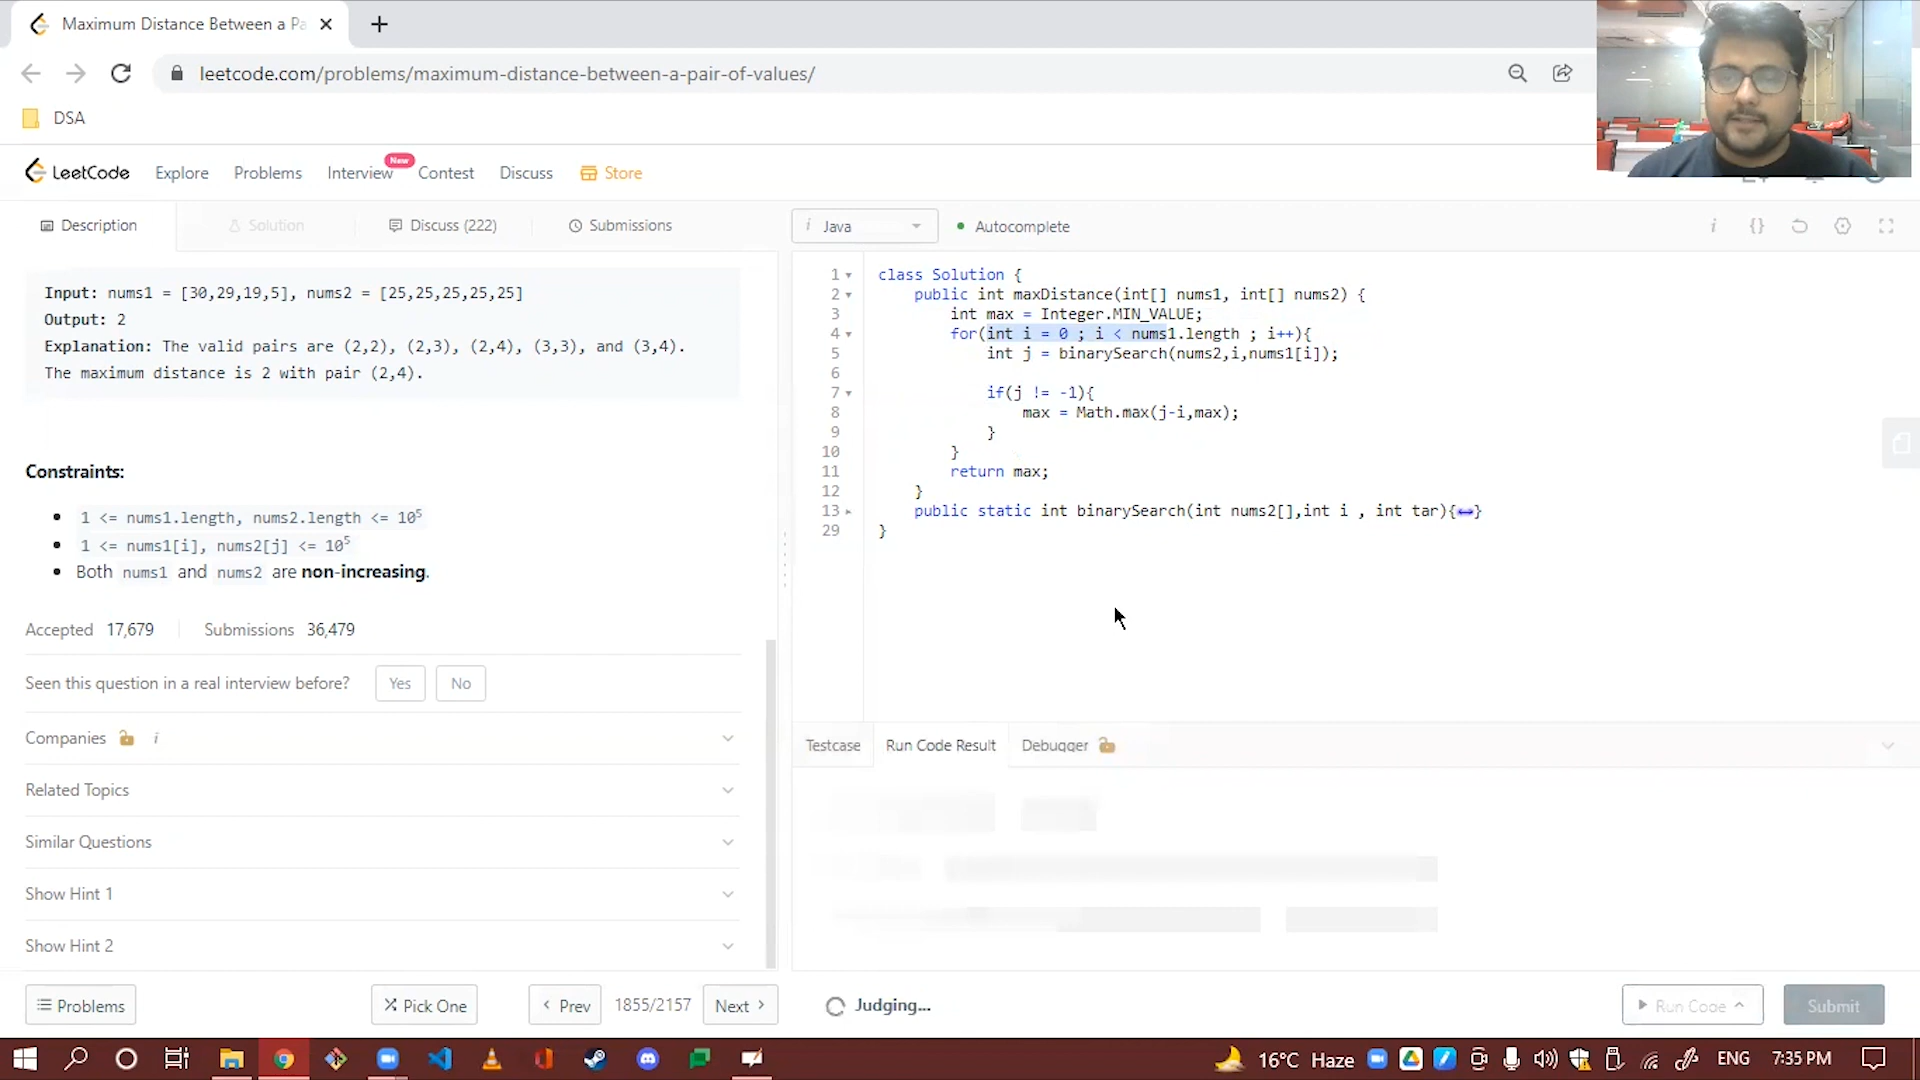 Maximum Distance Between a Pa
leetcode.com/problems/maximum-distance-between-a-pair-of-values/
DSA
LeetCode Explore Problems Interview New Contest Discuss Store
Description Solution Discuss (222) Submissions
Input: nums1 = [30,29,19,5], nums2 = [25,25,25,25,25]
Output: 2
Explanation: The valid pairs are (2,2), (2,3), (2,4), (3,3), and (3,4).
The maximum distance is 2 with pair (2,4).
Constraints:
1 <= nums1.length, nums2.length <= 10⁵
1 <= nums1[i], nums2[j] <= 10⁵
Both nums1 and nums2 are non-increasing.
Accepted 17,679 Submissions 36,479
Seen this question in a real interview before? Yes No
Companies i
Related Topics
Similar Questions
Show Hint 1
Show Hint 2
Problems Pick One Prev 1855/2157 Next
i Java Autocomplete i {}
1 class Solution {
2 public int maxDistance(int[] nums1, int[] nums2) {
3 int max = Integer.MIN_VALUE;
4 for(int i = 0 ; i < nums1.length ; i++){
5 int j = binarySearch(nums2,i,nums1[i]);
6
7 if(j != -1){
8 max = Math.max(j-i,max);
9 }
10 }
11 return max;
12 }
13 public static int binarySearch(int nums2[],int i , int tar){
29 }
Testcase Run Code Result Debugger
Judging... Run Code Submit
16°C Haze ENG 7:35 PM